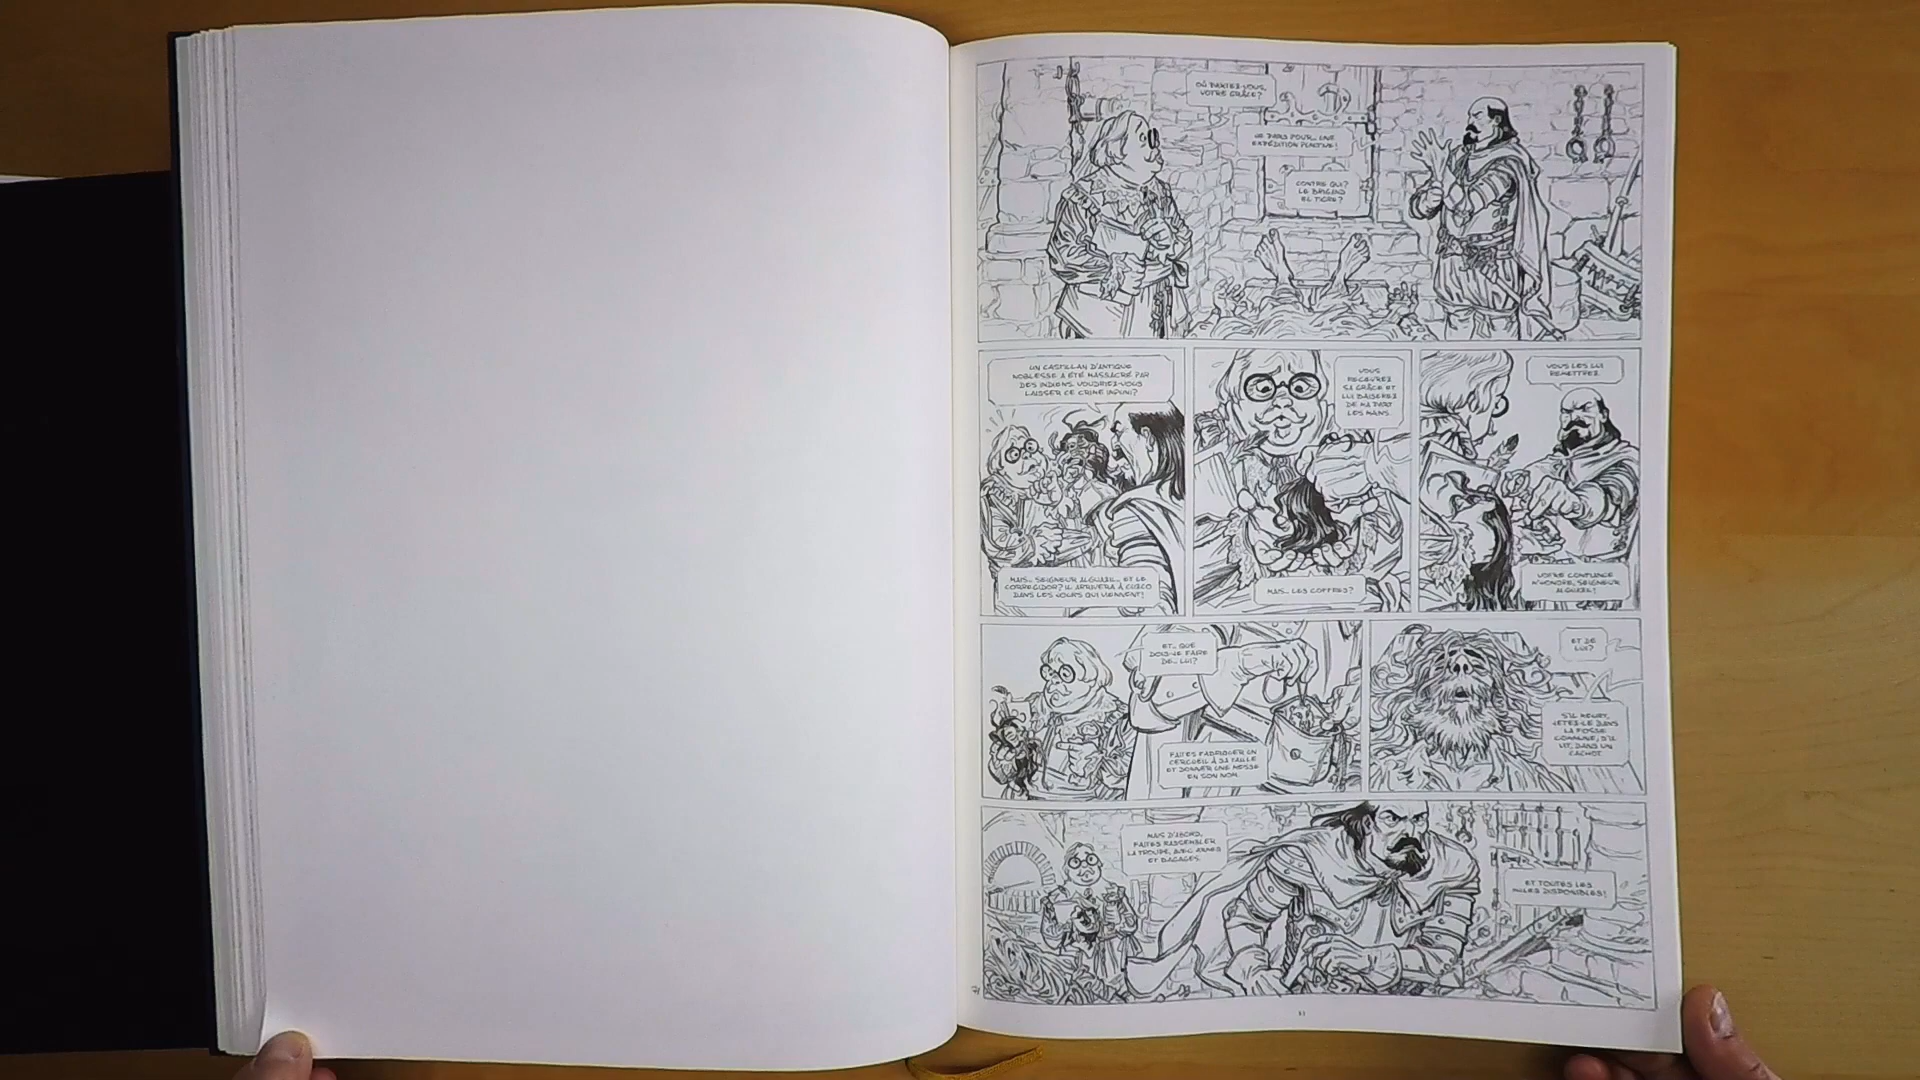 OÙ PARTEZ-VOUS,
VOTRE GRÂCE?
JE PARS POUR... UNE
EXPÉDITION PUNITIVE!
CONTRE QUI?
LE BRIGAND
EL TIGRE?
UN CASTILLAN D'ANTIQUE
NOBLESSE A ÉTÉ MASSACRÉ PAR
DES INDIENS. VOUDRIEZ-VOUS
LAISSER CE CRIME IMPUNI?
MAIS... SEIGNEUR ALGUAZIL... ET LE
CORREGIDOR? IL ARRIVERA À CUZCO
DANS LES JOURS QUI VIENNENT!
VOUS
RECEVREZ
SA GRÂCE ET
LUI BAISEREZ
DE MA PART
LES MAINS.
MAIS... LES COFFRES?
VOUS LES LUI
REMETTREZ.
VOTRE CONFIANCE
M'HONORE, SEIGNEUR
ALGUAZIL!
ET... QUE
DOIS-JE FAIRE
DE... LUI?
FAITES FABRIQUER UN
CERCUEIL À SA TAILLE
ET DONNER UNE MESSE
EN SON NOM.
ET DE
LUI?
S'IL MEURT,
JETEZ-LE DANS
LA FOSSE
COMMUNE, S'IL
VIT, DANS UN
CACHOT.
MAIS D'ABORD,
FAITES RASSEMBLER
LA TROUPE, AVEC ARMES
ET BAGAGES.
ET TOUTES LES
MULES DISPONIBLES!